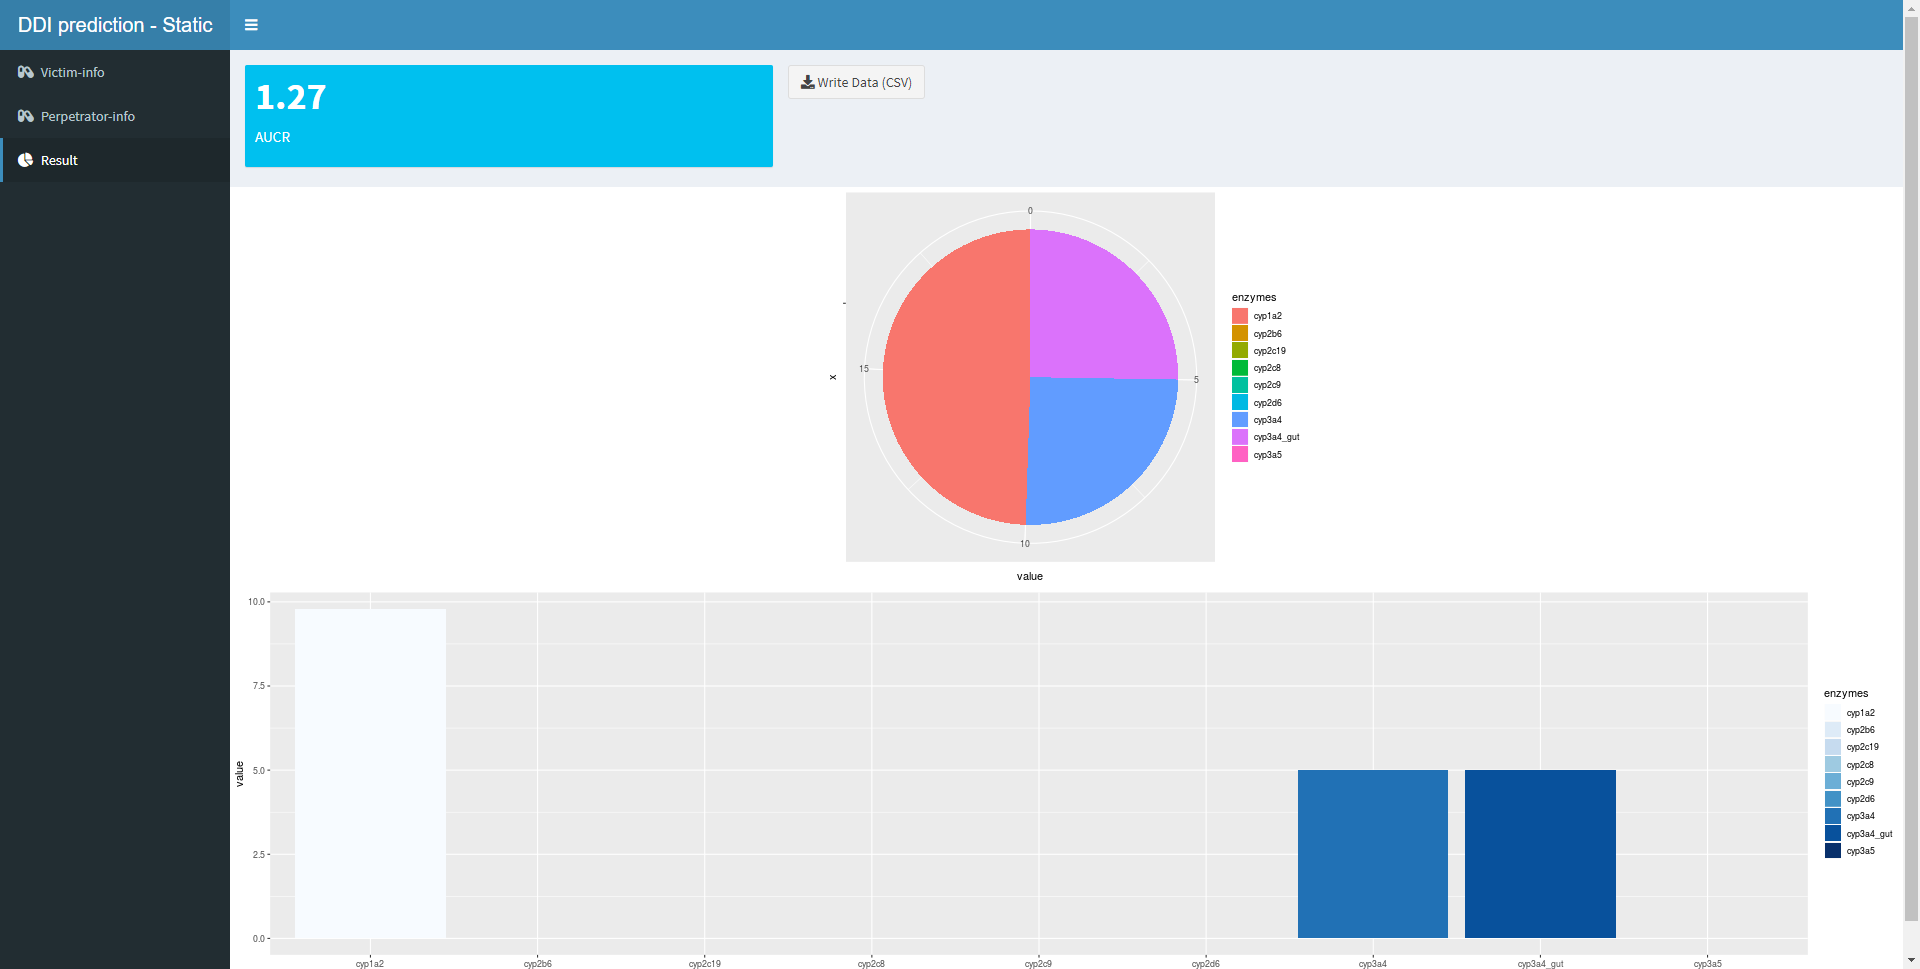 DDI prediction - Static
Victim-info
Perpetrator-info
Result
1.27
AUCR
Write Data (CSV)
0
5
10
15
x
value
enzymes
cyp1a2
cyp2b6
cyp2c19
cyp2c8
cyp2c9
cyp2d6
cyp3a4
cyp3a4_gut
cyp3a5
10.0
7.5
5.0
2.5
0.0
value
cyp1a2 cyp2b6 cyp2c19 cyp2c8 cyp2c9 cyp2d6 cyp3a4 cyp3a4_gut cyp3a5
enzymes
cyp1a2
cyp2b6
cyp2c19
cyp2c8
cyp2c9
cyp2d6
cyp3a4
cyp3a4_gut
cyp3a5